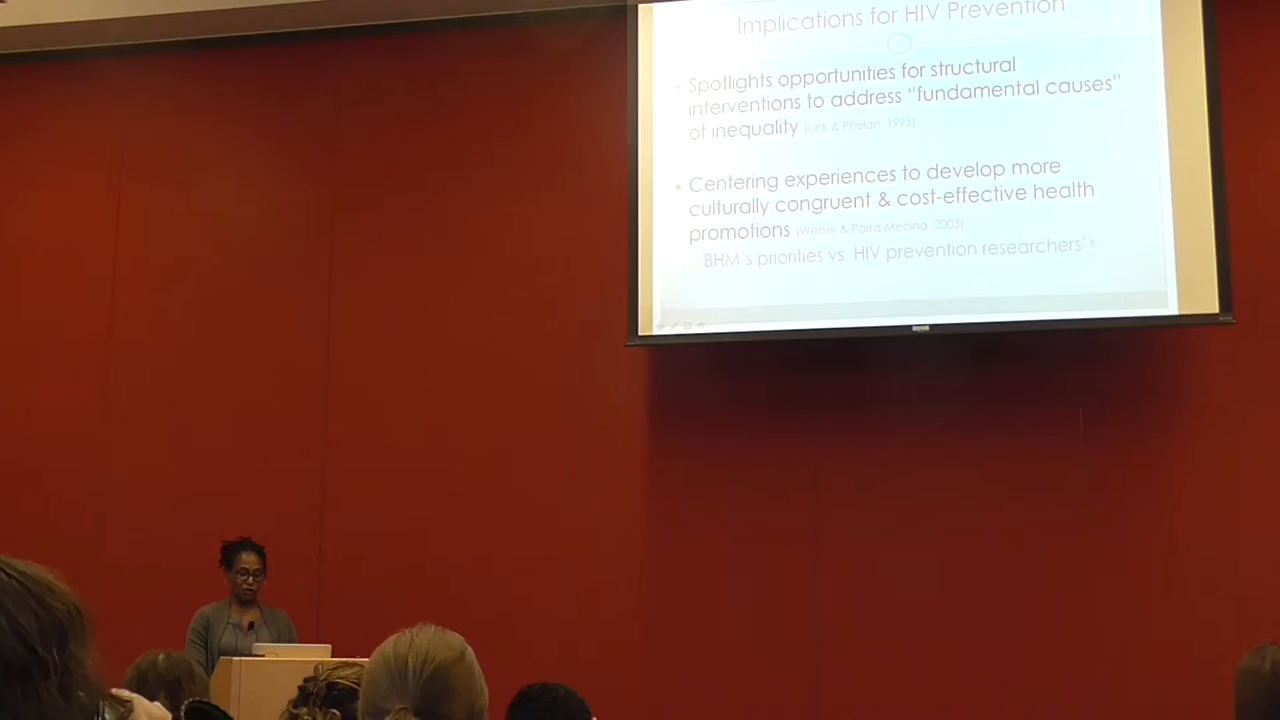 Implications for HIV Prevention
Spotlights opportunities for structural
interventions to address “fundamental causes”
of inequality (Link & Phelan, 1995)
Centering experiences to develop more
culturally congruent & cost-effective health
promotions (Weber & Parra-Medina, 2003)
BHM’s priorities vs. HIV prevention researchers’